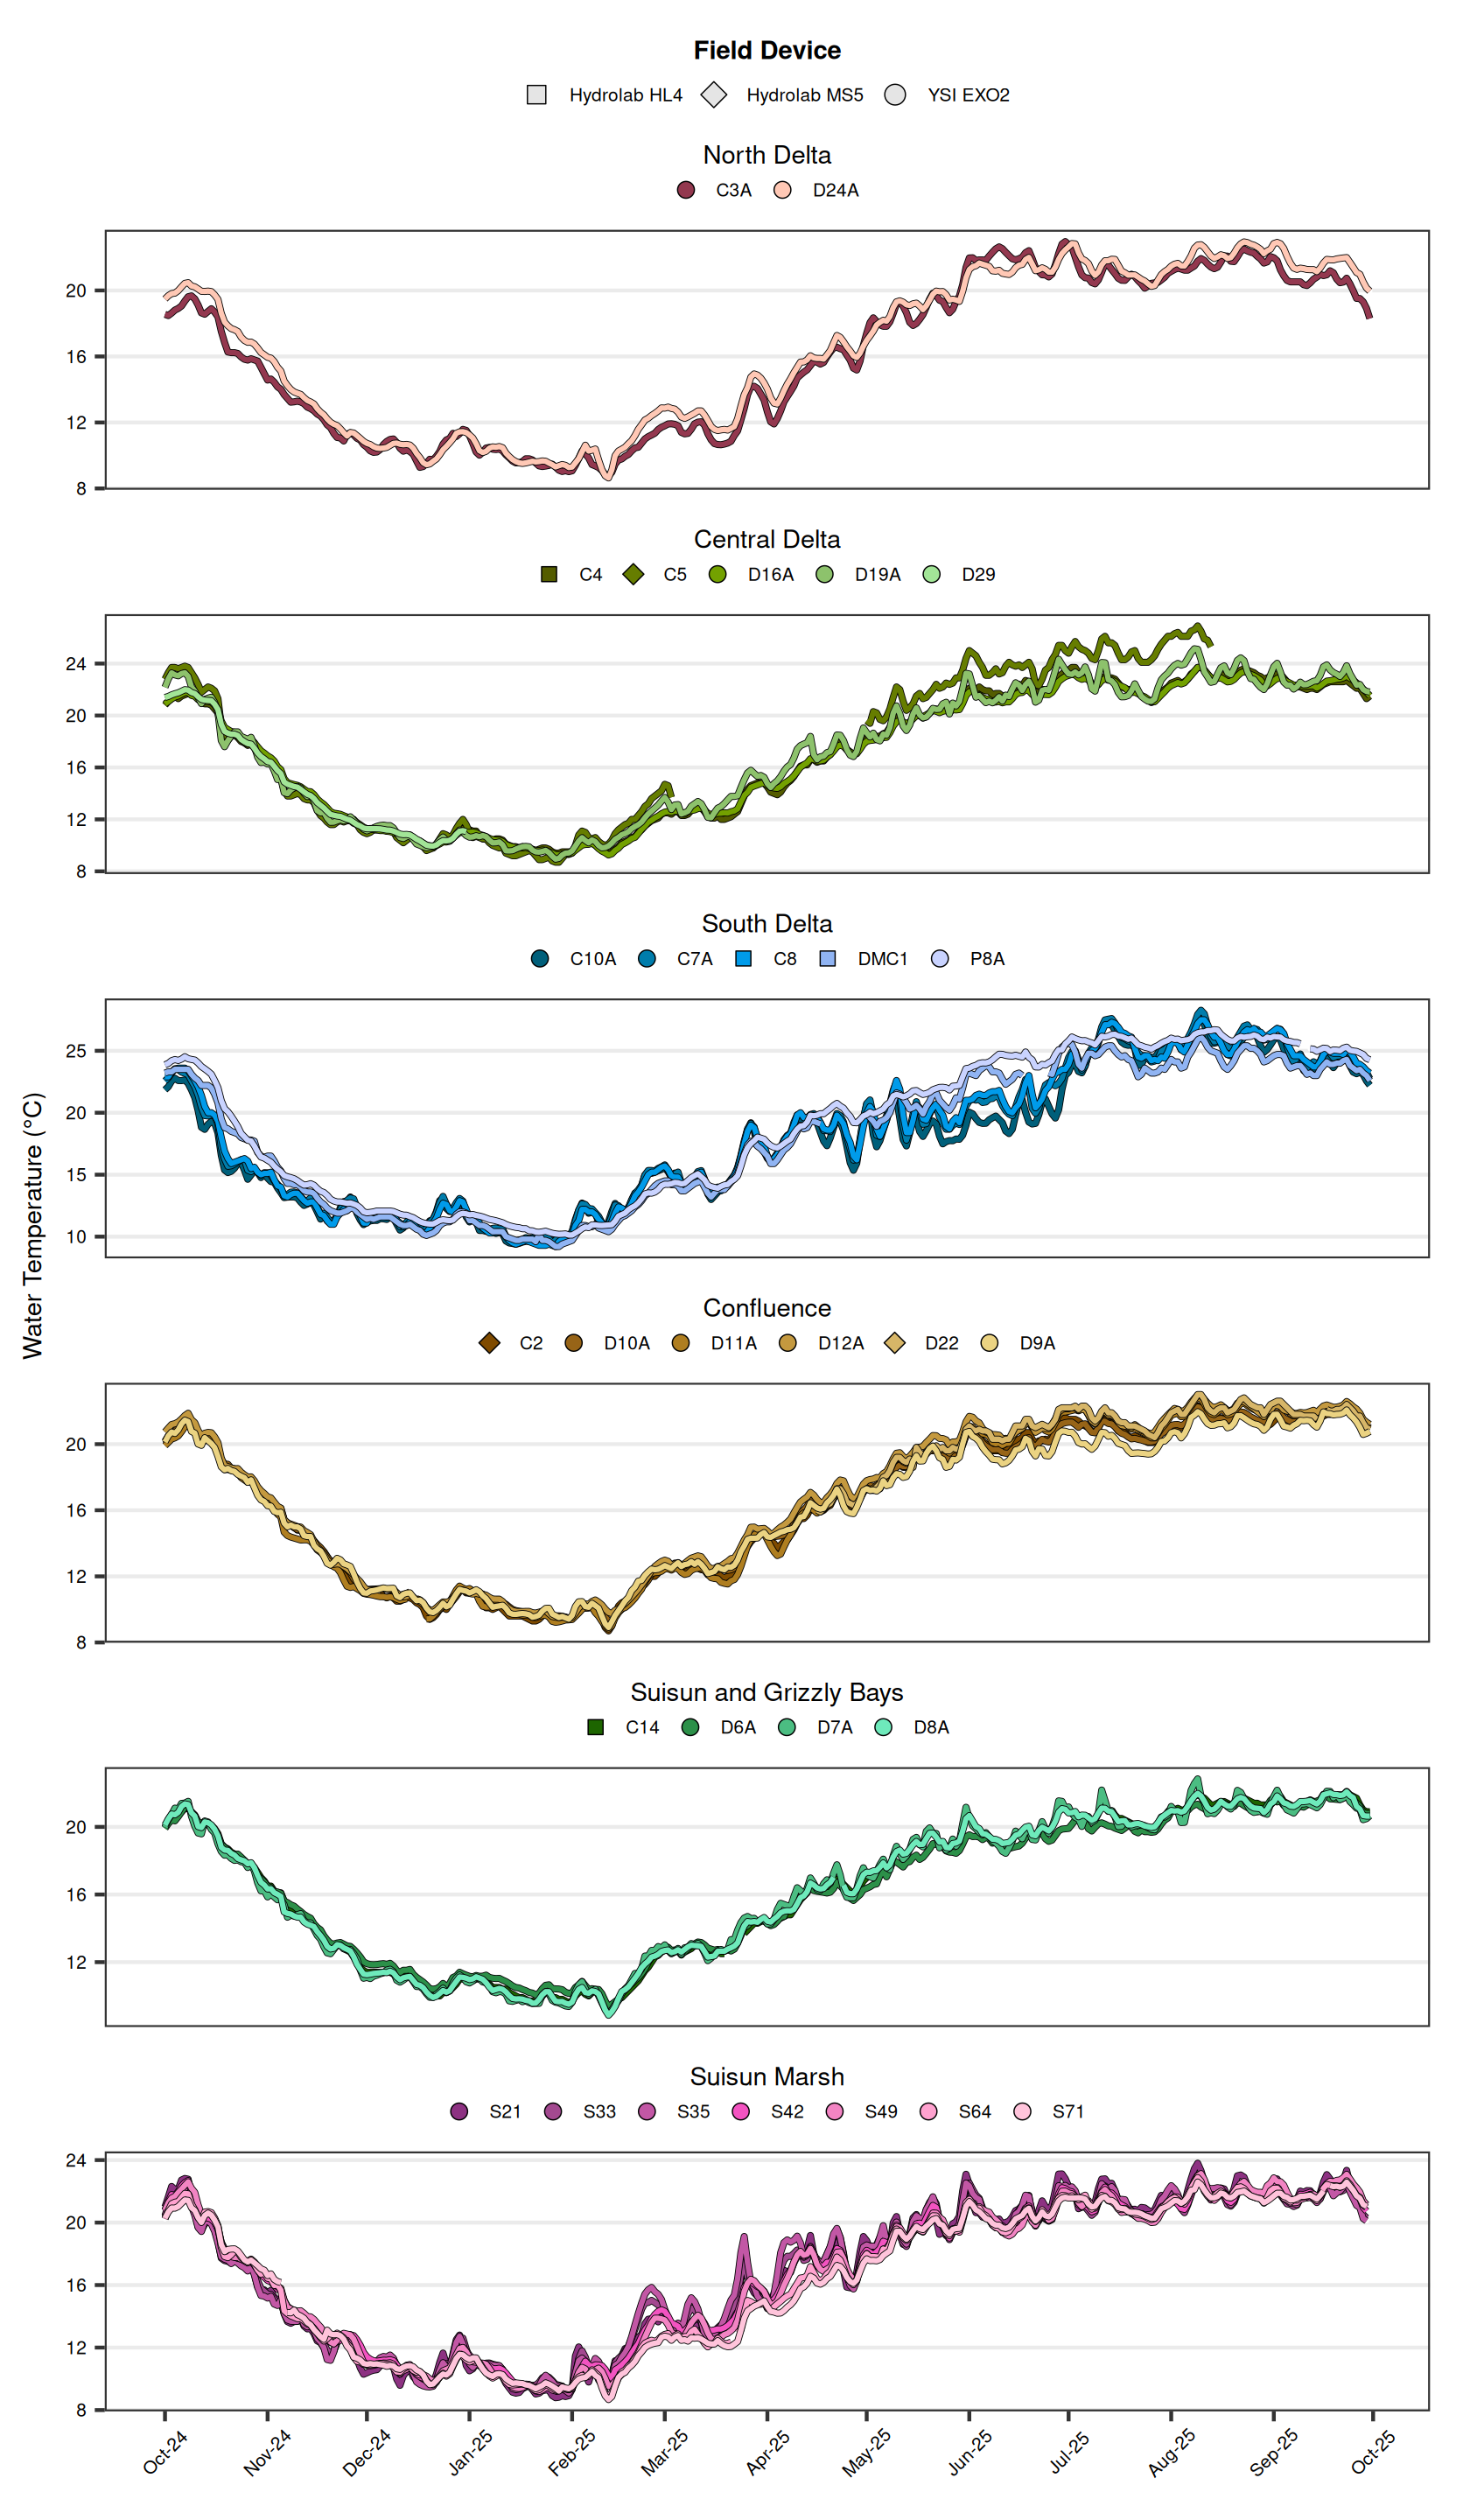 Field Device
Hydrolab HL4 Hydrolab MS5 YSI EXO2
North Delta
C3A D24A
20
16
12
8
Central Delta
C4 C5 D16A D19A D29
24
20
16
12
8
South Delta
C10A C7A C8 DMC1 P8A
25
20
15
10
Water Temperature (°C)
Confluence
C2 D10A D11A D12A D22 D9A
20
16
12
8
Suisun and Grizzly Bays
C14 D6A D7A D8A
20
16
12
Suisun Marsh
S21 S33 S35 S42 S49 S64 S71
24
20
16
12
8
Oct-24 Nov-24 Dec-24 Jan-25 Feb-25 Mar-25 Apr-25 May-25 Jun-25 Jul-25 Aug-25 Sep-25 Oct-25